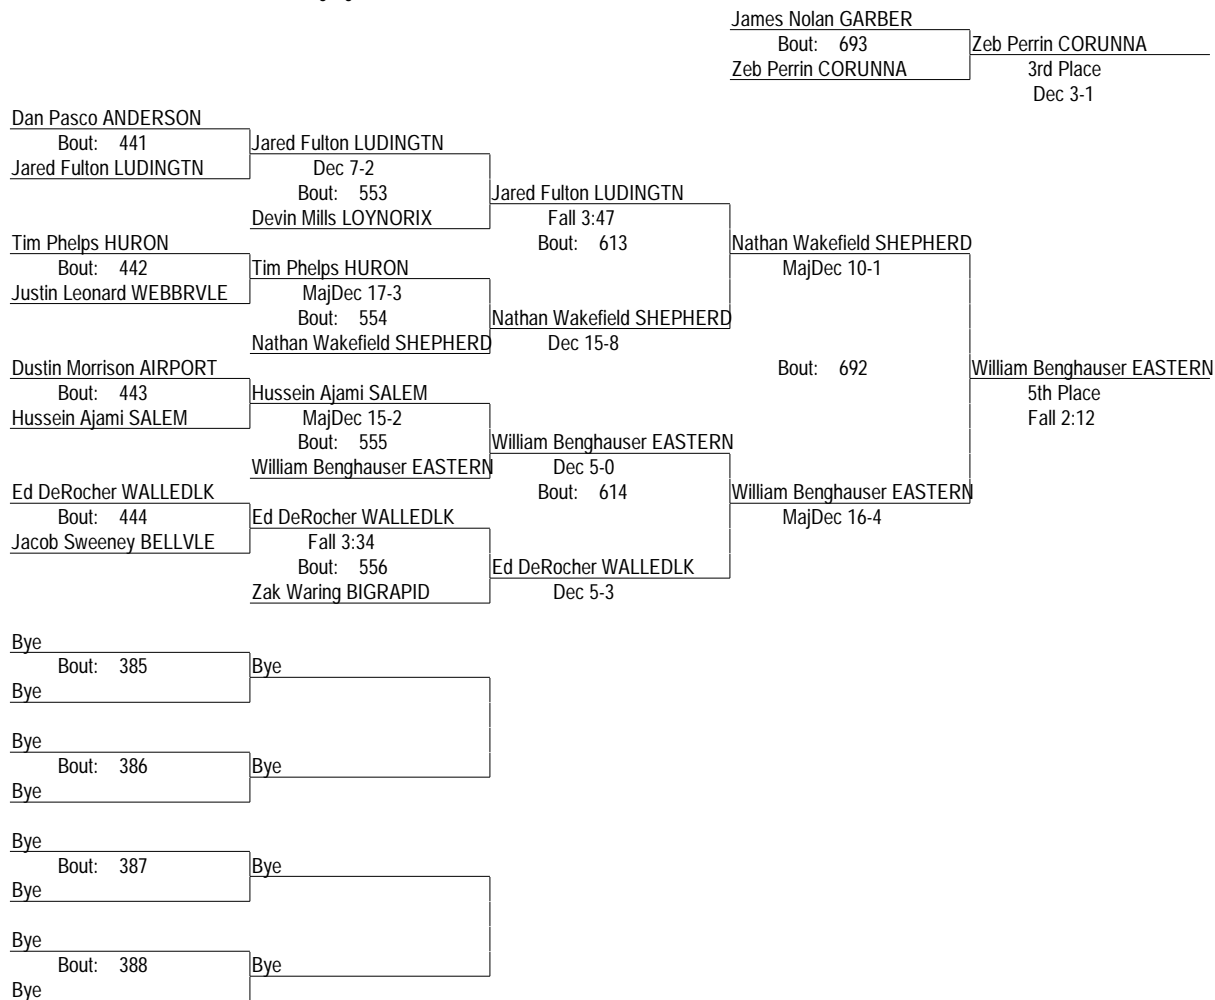 James Nolan GARBER
Bout: 693
Zeb Perrin CORUNNA
Zeb Perrin CORUNNA
3rd Place
Dec 3-1
Dan Pasco ANDERSON
Bout: 441
Jared Fulton LUDINGTN
Jared Fulton LUDINGTN
Dec 7-2
Bout: 553
Devin Mills LOYNORIX
Jared Fulton LUDINGTN
Fall 3:47
Bout: 613
Tim Phelps HURON
Bout: 442
Justin Leonard WEBBRVLE
Tim Phelps HURON
MajDec 17-3
Bout: 554
Nathan Wakefield SHEPHERD
Nathan Wakefield SHEPHERD
Dec 15-8
Nathan Wakefield SHEPHERD
MajDec 10-1
Dustin Morrison AIRPORT
Bout: 443
Hussein Ajami SALEM
Hussein Ajami SALEM
MajDec 15-2
Bout: 555
William Benghauser EASTERN
William Benghauser EASTERN
Dec 5-0
Bout: 614
Bout: 692
William Benghauser EASTERN
5th Place
Fall 2:12
Ed DeRocher WALLEDLK
Bout: 444
Jacob Sweeney BELLVLE
Ed DeRocher WALLEDLK
Fall 3:34
Bout: 556
Zak Waring BIGRAPID
Ed DeRocher WALLEDLK
Dec 5-3
William Benghauser EASTERN
MajDec 16-4
Bye
Bout: 385
Bye
Bye
Bye
Bout: 386
Bye
Bye
Bye
Bout: 387
Bye
Bye
Bye
Bout: 388
Bye
Bye